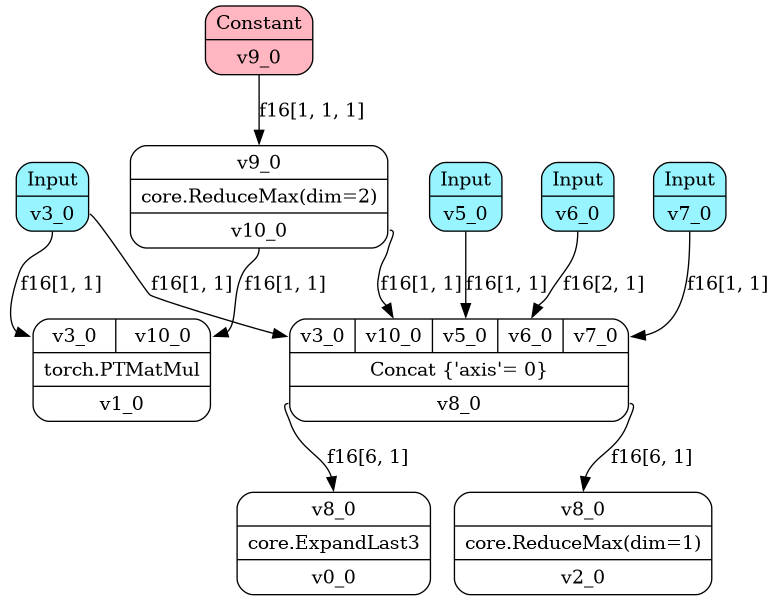 Constant
v9_0
f16[1, 1, 1]
v9_0
core.ReduceMax(dim=2)
v10_0
Input
v3_0
Input
v5_0
Input
v6_0
Input
v7_0
f16[1, 1]
f16[1, 1]
f16[1, 1]
f16[1, 1]
f16[1, 1]
f16[2, 1]
f16[1, 1]
v3_0 v10_0
torch.PTMatMul
v1_0
v3_0 v10_0 v5_0 v6_0 v7_0
Concat {'axis'= 0}
v8_0
f16[6, 1]
f16[6, 1]
v8_0
core.ExpandLast3
v0_0
v8_0
core.ReduceMax(dim=1)
v2_0